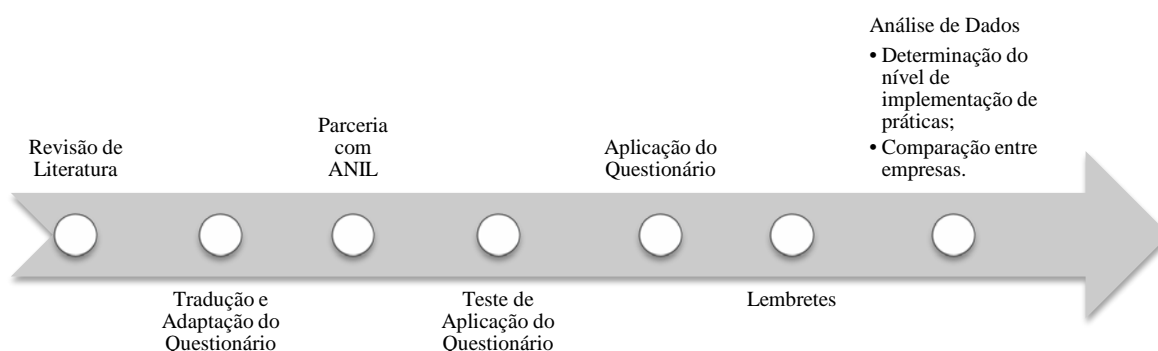 Revisão de
Literatura
Tradução e
Adaptação do
Questionário
Parceria
com
ANIL
Teste de
Aplicação do
Questionário
Aplicação do
Questionário
Lembretes
Análise de Dados
• Determinação do
nível de
implementação de
práticas;
• Comparação entre
empresas.